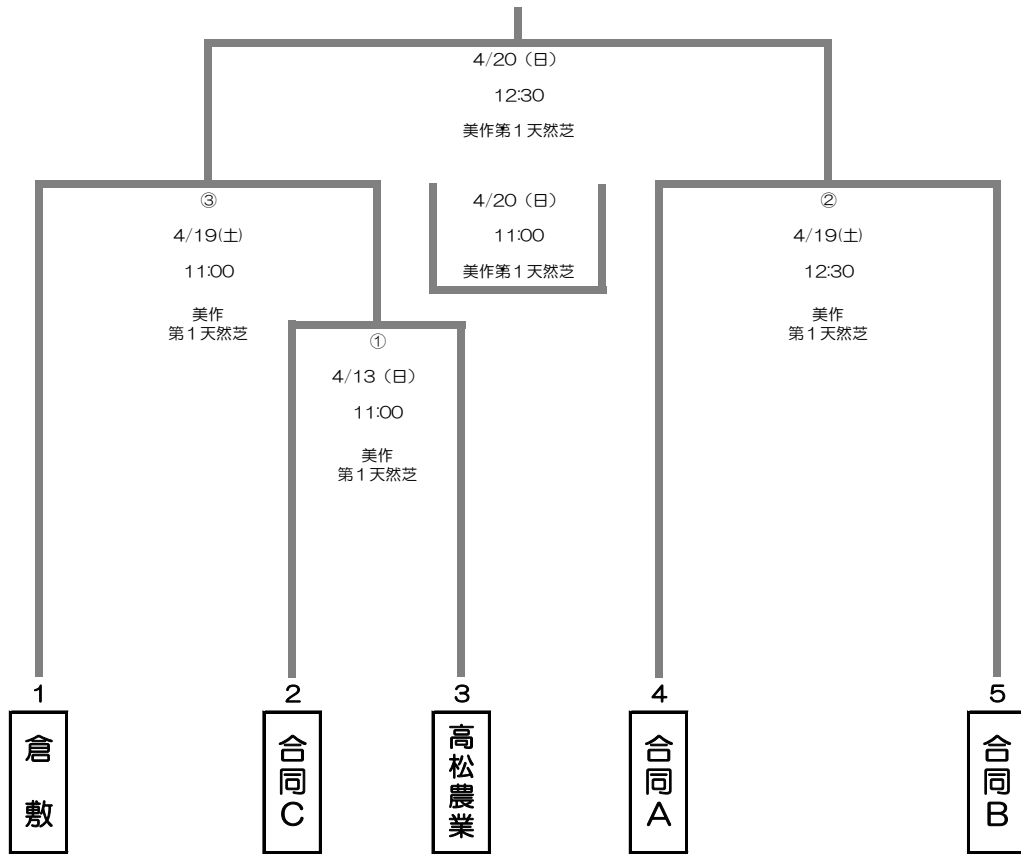 4/20（日）
12:30
美作第１天然芝
③
4/19(土)
11:00
美作
第１天然芝
4/20（日）
11:00
美作第１天然芝
②
4/19(土)
12:30
美作
第１天然芝
①
4/13（日）
11:00
美作
第１天然芝
1
2
3
4
5
倉敷
合同C
高松農業
合同A
合同B